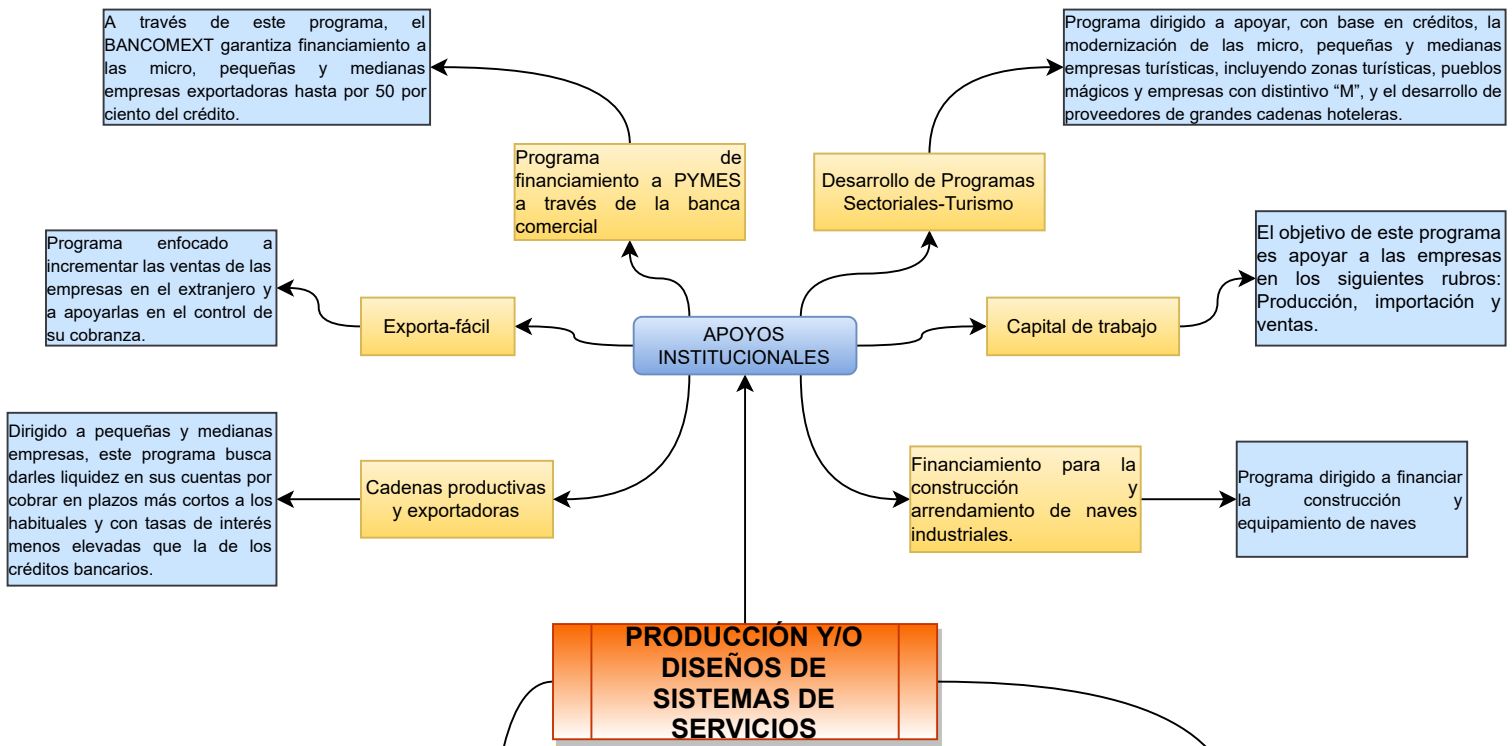 A través de este programa, el
BANCOMEXT garantiza financiamiento a
las micro, pequeñas y medianas
empresas exportadoras hasta por 50 por
ciento del crédito.
Programa dirigido a apoyar, con base en créditos, la
modernización de las micro, pequeñas y medianas
empresas turísticas, incluyendo zonas turísticas, pueblos
mágicos y empresas con distintivo “M”, y el desarrollo de
proveedores de grandes cadenas hoteleras.
Programa de
financiamiento a PYMES
a través de la banca
comercial
Desarrollo de Programas
Sectoriales-Turismo
Programa enfocado a
incrementar las ventas de las
empresas en el extranjero y
a apoyarlas en el control de
su cobranza.
Exporta-fácil
APOYOS
INSTITUCIONALES
Capital de trabajo
El objetivo de este programa
es apoyar a las empresas
en los siguientes rubros:
Producción, importación y
ventas.
Dirigido a pequeñas y medianas
empresas, este programa busca
darles liquidez en sus cuentas por
cobrar en plazos más cortos a los
habituales y con tasas de interés
menos elevadas que la de los
créditos bancarios.
Cadenas productivas
y exportadoras
Financiamiento para la
construcción y
arrendamiento de naves
industriales.
Programa dirigido a financiar
la construcción y
equipamiento de naves
PRODUCCIÓN Y/O
DISEÑOS DE
SISTEMAS DE
SERVICIOS